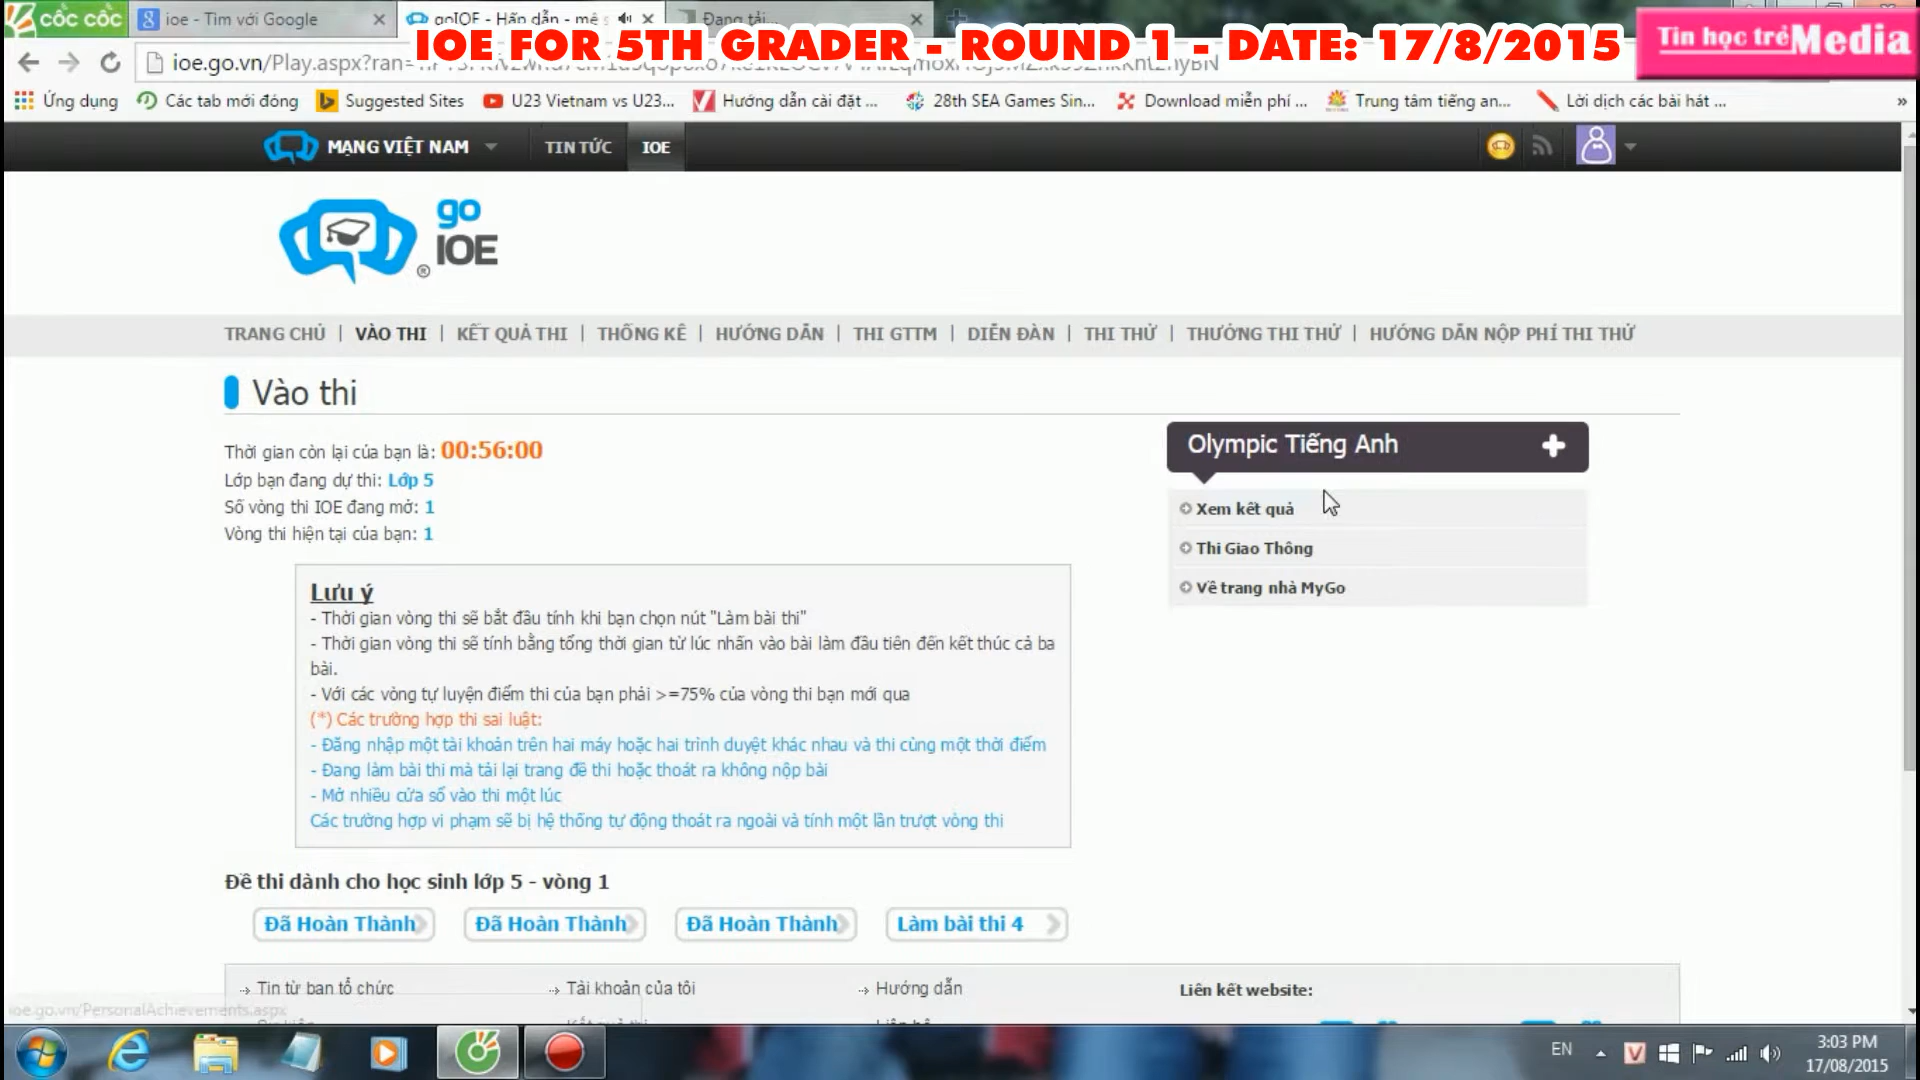 cốc cốc
ioe - Tìm với Google
goIOE - Hấp dẫn - mê s
Đang tải...
IOE FOR 5TH GRADER - ROUND 1 - DATE: 17/8/2015
Tin học trẻ Media
ioe.go.vn/Play.aspx?ran=
Ứng dụng
Các tab mới đóng
Suggested Sites
U23 Vietnam vs U23...
Hướng dẫn cài đặt ...
28th SEA Games Sin...
Download miễn phí ...
Trung tâm tiếng an...
Lời dịch các bài hát ...
»
MẠNG VIỆT NAM
TIN TỨC
IOE
go
IOE
®
TRANG CHỦ | VÀO THI | KẾT QUẢ THI | THỐNG KÊ | HƯỚNG DẪN | THI GTTM | DIỄN ĐÀN | THI THỬ | THƯỞNG THI THỬ | HƯỚNG DẪN NỘP PHÍ THI THỬ
Vào thi
Thời gian còn lại của bạn là: 00:56:00
Lớp bạn đang dự thi: Lớp 5
Số vòng thi IOE đang mở: 1
Vòng thi hiện tại của bạn: 1
Olympic Tiếng Anh
Xem kết quả
Thi Giao Thông
Về trang nhà MyGo
Lưu ý
- Thời gian vòng thi sẽ bắt đầu tính khi bạn chọn nút "Làm bài thi"
- Thời gian vòng thi sẽ tính bằng tổng thời gian từ lúc nhấn vào bài làm đầu tiên đến kết thúc cả ba
bài.
- Với các vòng tự luyện điểm thi của bạn phải >=75% của vòng thi bạn mới qua
(*) Các trường hợp thi sai luật:
- Đăng nhập một tài khoản trên hai máy hoặc hai trình duyệt khác nhau và thi cùng một thời điểm
- Đang làm bài thi mà tải lại trang đề thi hoặc thoát ra không nộp bài
- Mở nhiều cửa sổ vào thi một lúc
Các trường hợp vi phạm sẽ bị hệ thống tự động thoát ra ngoài và tính một lần trượt vòng thi
Đề thi dành cho học sinh lớp 5 - vòng 1
Đã Hoàn Thành
Đã Hoàn Thành
Đã Hoàn Thành
Làm bài thi 4
Tin từ ban tổ chức
Tài khoản của tôi
Hướng dẫn
Liên kết website:
ioe.go.vn/PersonalAchievements.aspx
EN
3:03 PM
17/08/2015